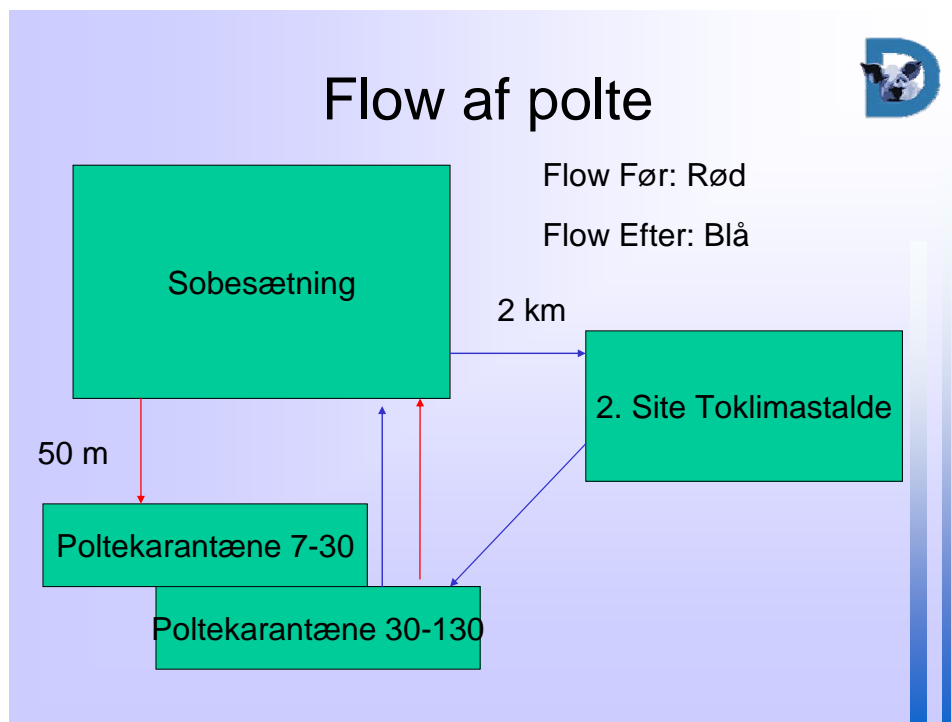 Flow af polte
Flow Før: Rød
Flow Efter: Blå
Sobesætning
2 km
2. Site Toklimastalde
50 m
Poltekarantæne 7-30
Poltekarantæne 30-130